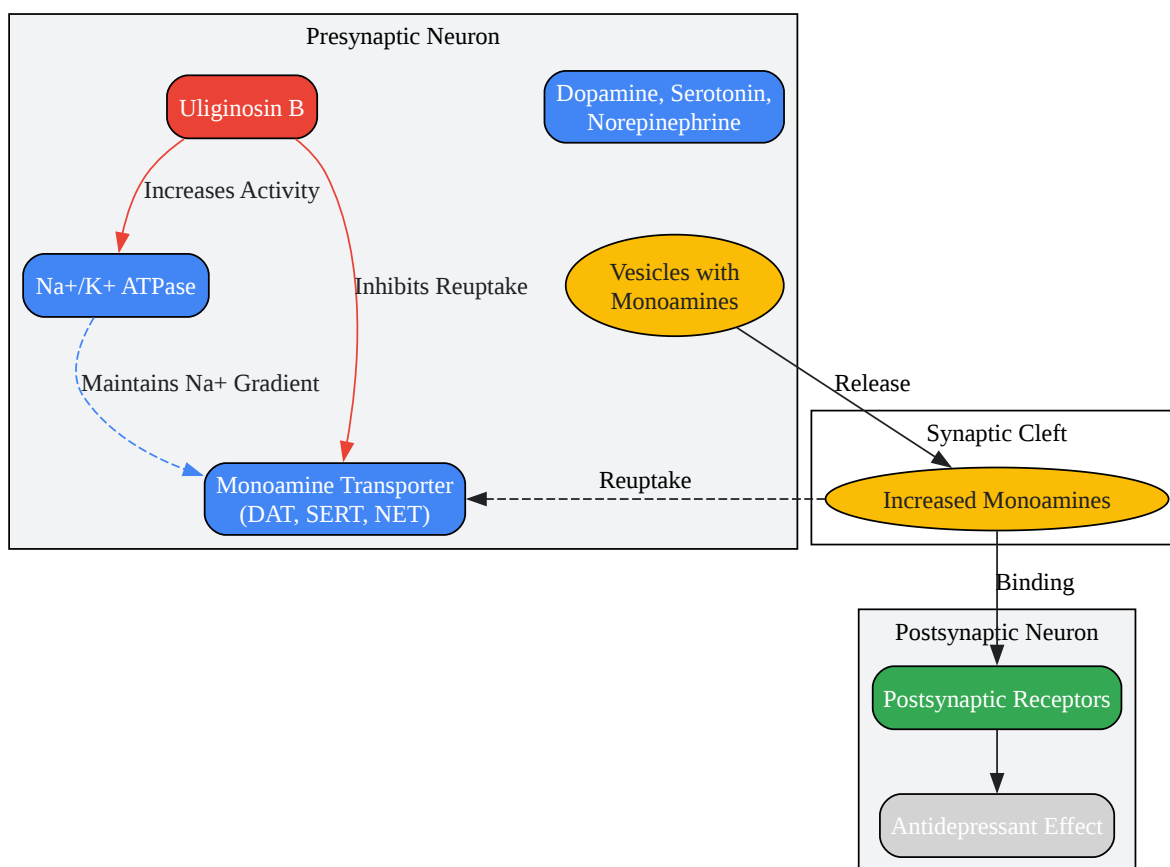 Presynaptic Neuron
Uliginosin B
Dopamine, Serotonin,
Norepinephrine
Increases Activity
Na+/K+ ATPase
Inhibits Reuptake
Vesicles with
Monoamines
Maintains Na+ Gradient
Release
Synaptic Cleft
Monoamine Transporter
(DAT, SERT, NET)
Reuptake
Increased Monoamines
Binding
Postsynaptic Neuron
Postsynaptic Receptors
Antidepressant Effect